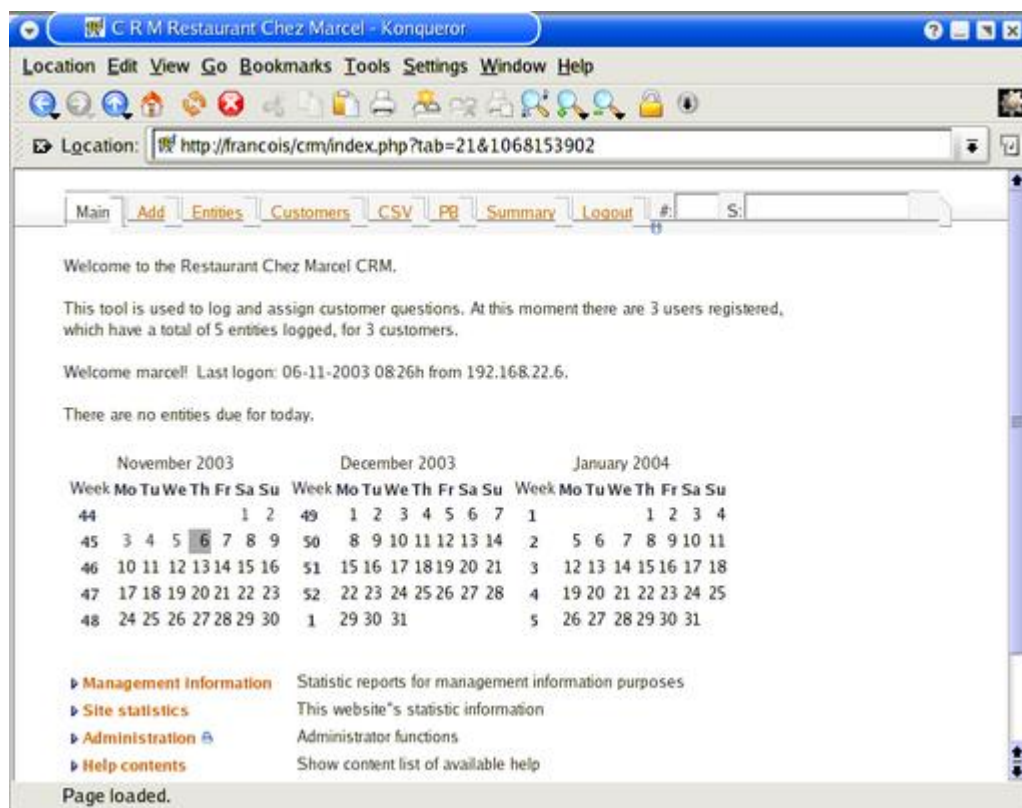 C R M Restaurant Chez Marcel - Konqueror
Location Edit View Go Bookmarks Tools Settings Window Help
Location: http://francois/crm/index.php?tab=21&1068153902
Main Add Entities Customers CSV PB Summary Logout #: S:
Welcome to the Restaurant Chez Marcel CRM.
This tool is used to log and assign customer questions. At this moment there are 3 users registered,
which have a total of 5 entities logged, for 3 customers.
Welcome marcel! Last logon: 06-11-2003 08:26h from 192.168.22.6.
There are no entities due for today.
November 2003 December 2003 January 2004
Week Mo Tu We Th Fr Sa Su Week Mo Tu We Th Fr Sa Su Week Mo Tu We Th Fr Sa Su
44 1 2 49 1 2 3 4 5 6 7 1 1 2 3 4
45 3 4 5 6 7 8 9 50 8 9 10 11 12 13 14 2 5 6 7 8 9 10 11
46 10 11 12 13 14 15 16 51 15 16 17 18 19 20 21 3 12 13 14 15 16 17 18
47 17 18 19 20 21 22 23 52 22 23 24 25 26 27 28 4 19 20 21 22 23 24 25
48 24 25 26 27 28 29 30 1 29 30 31 5 26 27 28 29 30 31
Management information Statistic reports for management information purposes
Site statistics This website"s statistic information
Administration Administrator functions
Help contents Show content list of available help
Page loaded.